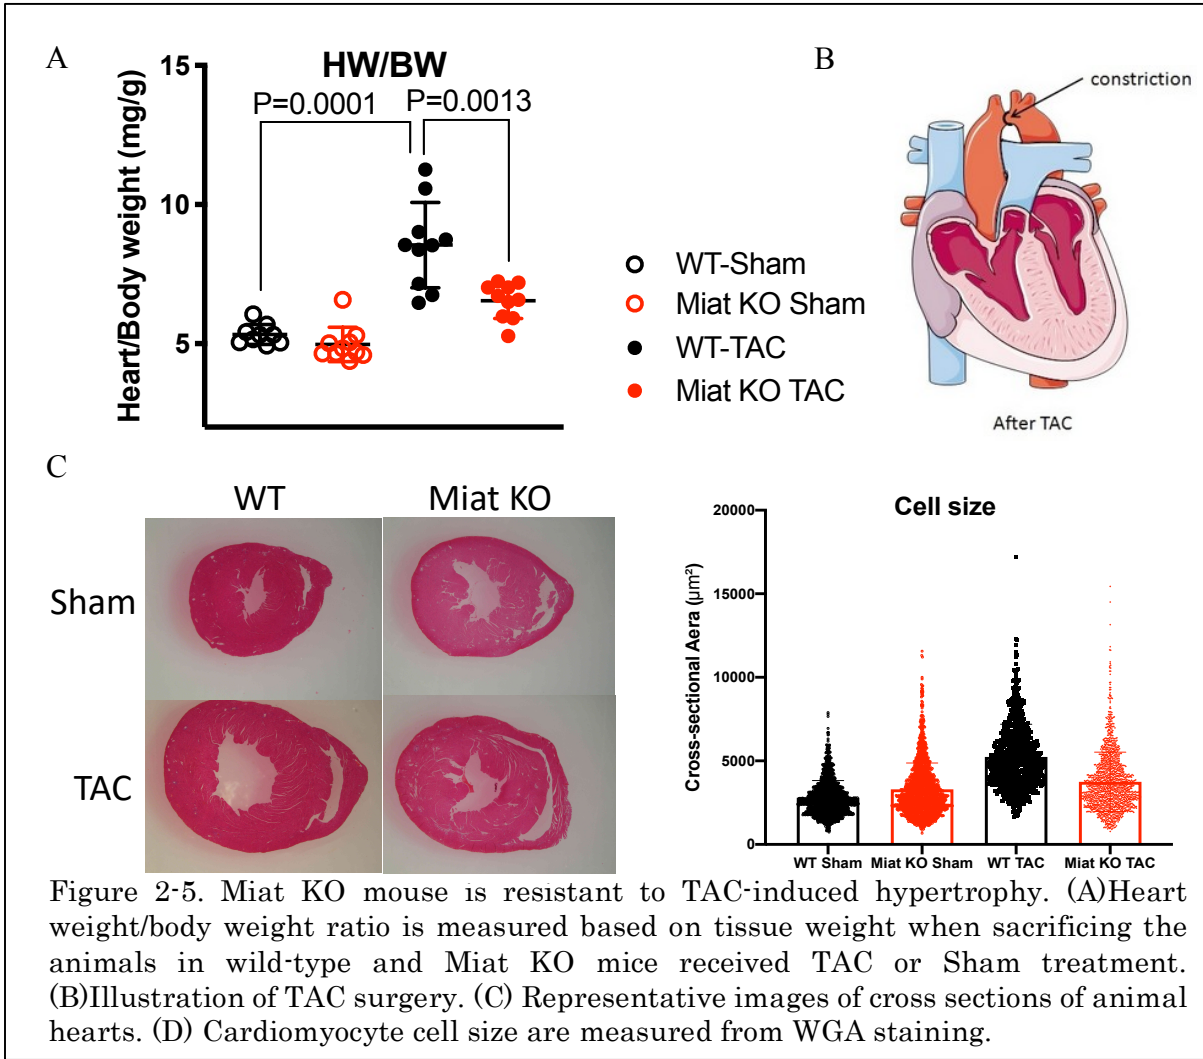 A
HW/BW
15
10
5
Heart/Body weight (mg/g)
P=0.0001
P=0.0013
WT-Sham
Miat KO Sham
WT-TAC
Miat KO TAC
B
constriction
After TAC
C
WT
Miat KO
Sham
TAC
Cell size
20000
15000
10000
5000
0
Cross-sectional Aera (μm²)
WT Sham
Miat KO Sham
WT TAC
Miat KO TAC
Figure 2-5. Miat KO mouse is resistant to TAC-induced hypertrophy. (A)Heart
weight/body weight ratio is measured based on tissue weight when sacrificing the
animals in wild-type and Miat KO mice received TAC or Sham treatment.
(B)Illustration of TAC surgery. (C) Representative images of cross sections of animal
hearts. (D) Cardiomyocyte cell size are measured from WGA staining.